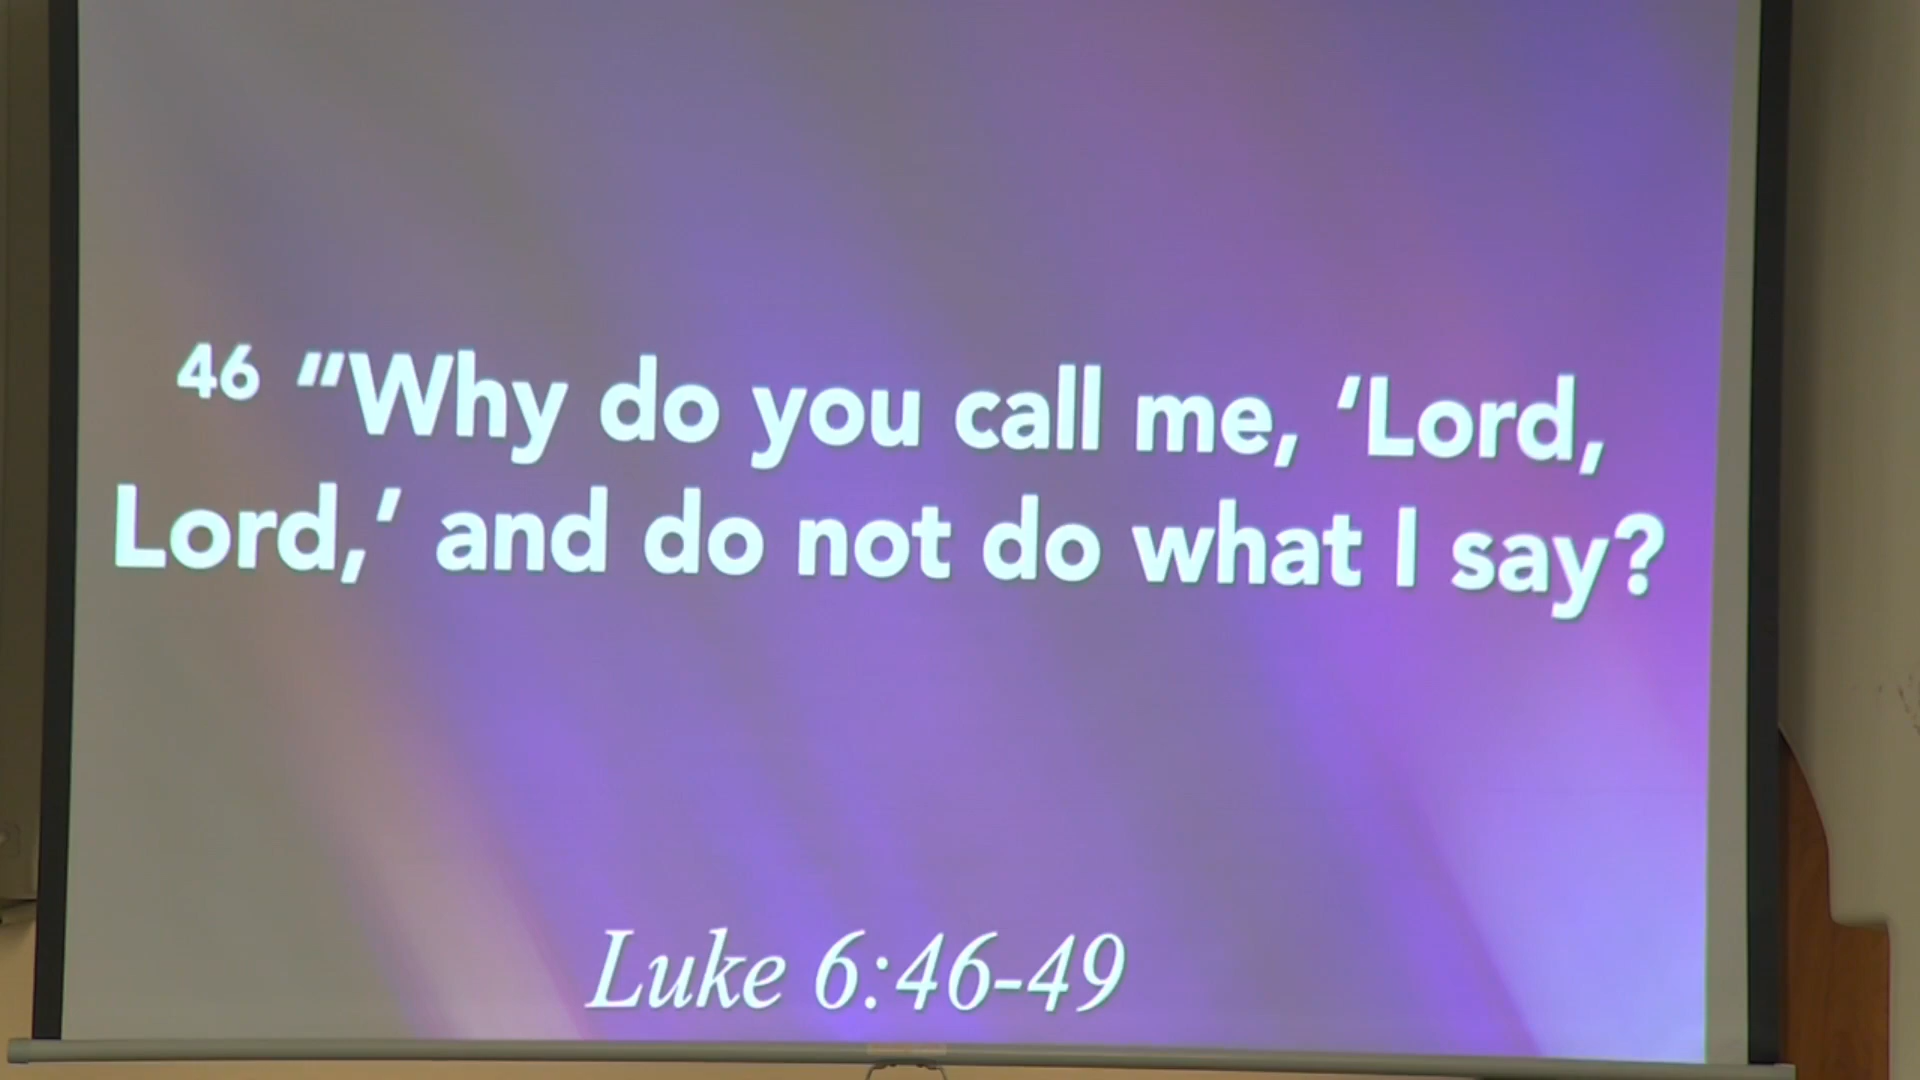 46 "Why do you call me, ‘Lord,
Lord,’ and do not do what I say?
Luke 6:46-49